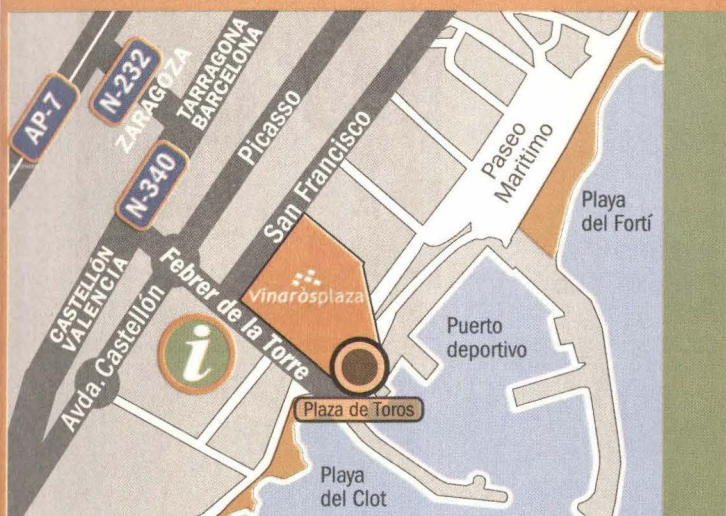 AP-7
N-232
ZARAGOZA
TARRAGONA
BARCELONA
N-340
Picasso
San Francisco
Paseo
Marítimo
Playa
del Fortí
CASTELLÓN
VALENCIA
Febrer de la Torre
Vinaròsplaza
Avda. Castellón
i
Puerto
deportivo
Plaza de Toros
Playa
del Clot